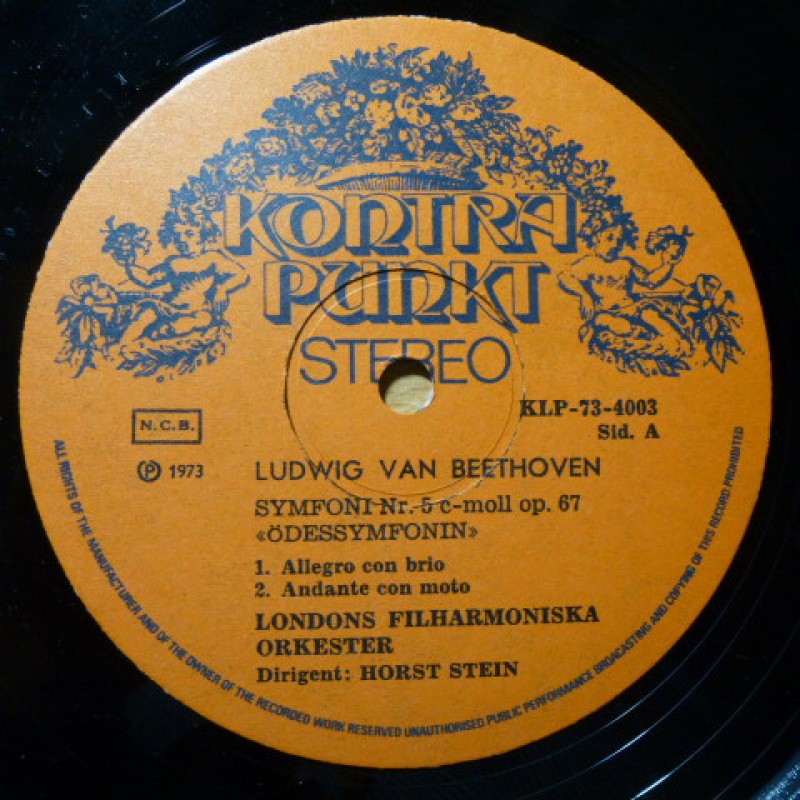 KONTRA
PUNKT
STEREO
KLP-73-4003
Sid. A
N.C.B.
Ⓟ 1973
LUDWIG VAN BEETHOVEN
SYMFONI Nr. 5 c-moll op. 67
«ÖDESSYMFONIN»
1. Allegro con brio
2. Andante con moto
LONDONS FILHARMONISKA
ORKESTER
Dirigent: HORST STEIN
ALL RIGHTS OF THE MANUFACTURER AND OF THE OWNER OF THE RECORDED WORK RESERVED UNAUTHORISED PUBLIC PERFORMANCE BROADCASTING AND COPYING OF THIS RECORD PROHIBITED